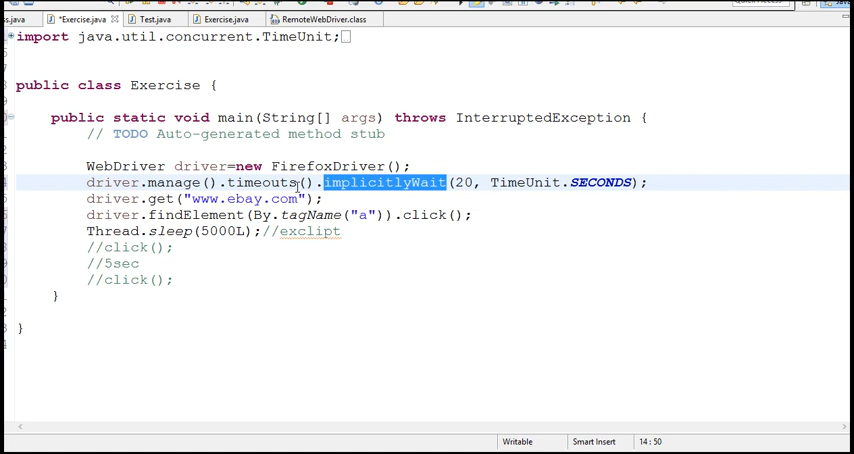 ss.java *Exercise.java Test.java Exercise.java RemoteWebDriver.class
import java.util.concurrent.TimeUnit;
public class Exercise {
public static void main(String[] args) throws InterruptedException {
// TODO Auto-generated method stub
WebDriver driver=new FirefoxDriver();
driver.manage().timeouts().implicitlyWait(20, TimeUnit.SECONDS);
driver.get("www.ebay.com");
driver.findElement(By.tagName("a")).click();
Thread.sleep(5000L);//exclipt
//click();
//5sec
//click();
}
}
Writable Smart Insert 14 : 50